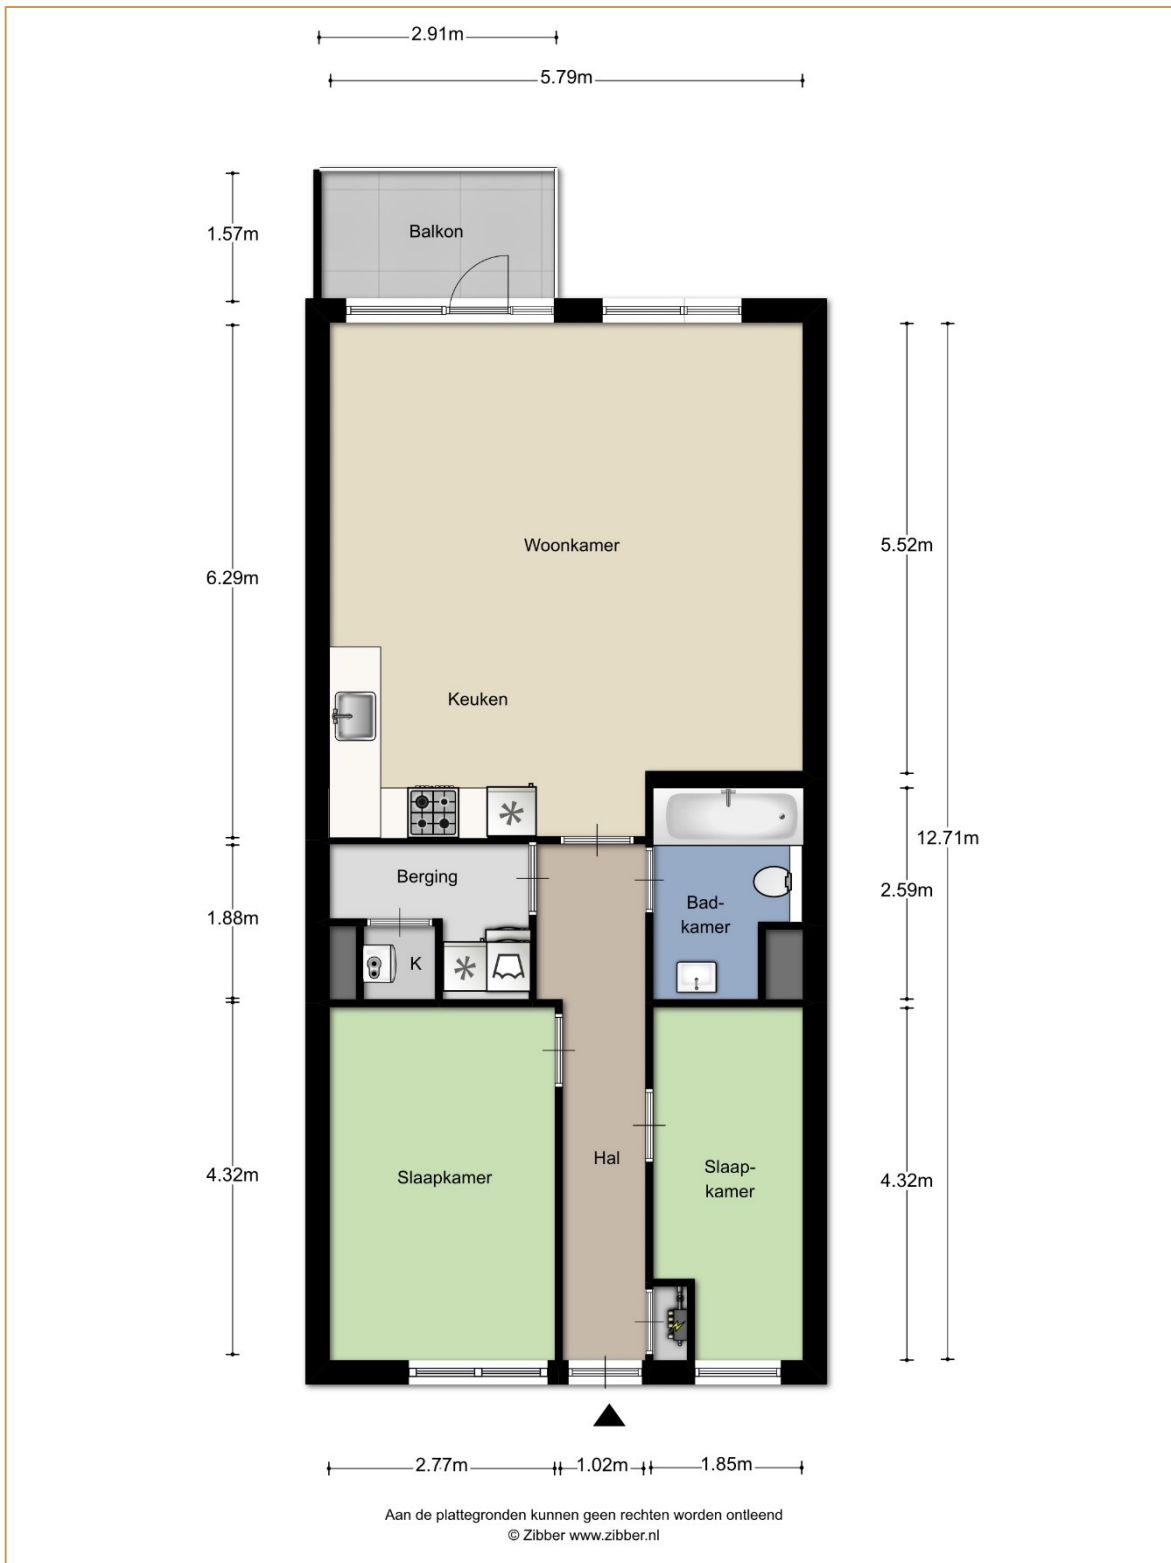 2.91m
5.79m
1.57m
Balkon
6.29m
Woonkamer
5.52m
Keuken
12.71m
Berging
1.88m
K
Bad-
kamer
2.59m
4.32m
Slaapkamer
Hal
Slaap-
kamer
4.32m
2.77m
1.02m
1.85m
Aan de plattegronden kunnen geen rechten worden ontleend
© Zibber www.zibber.nl